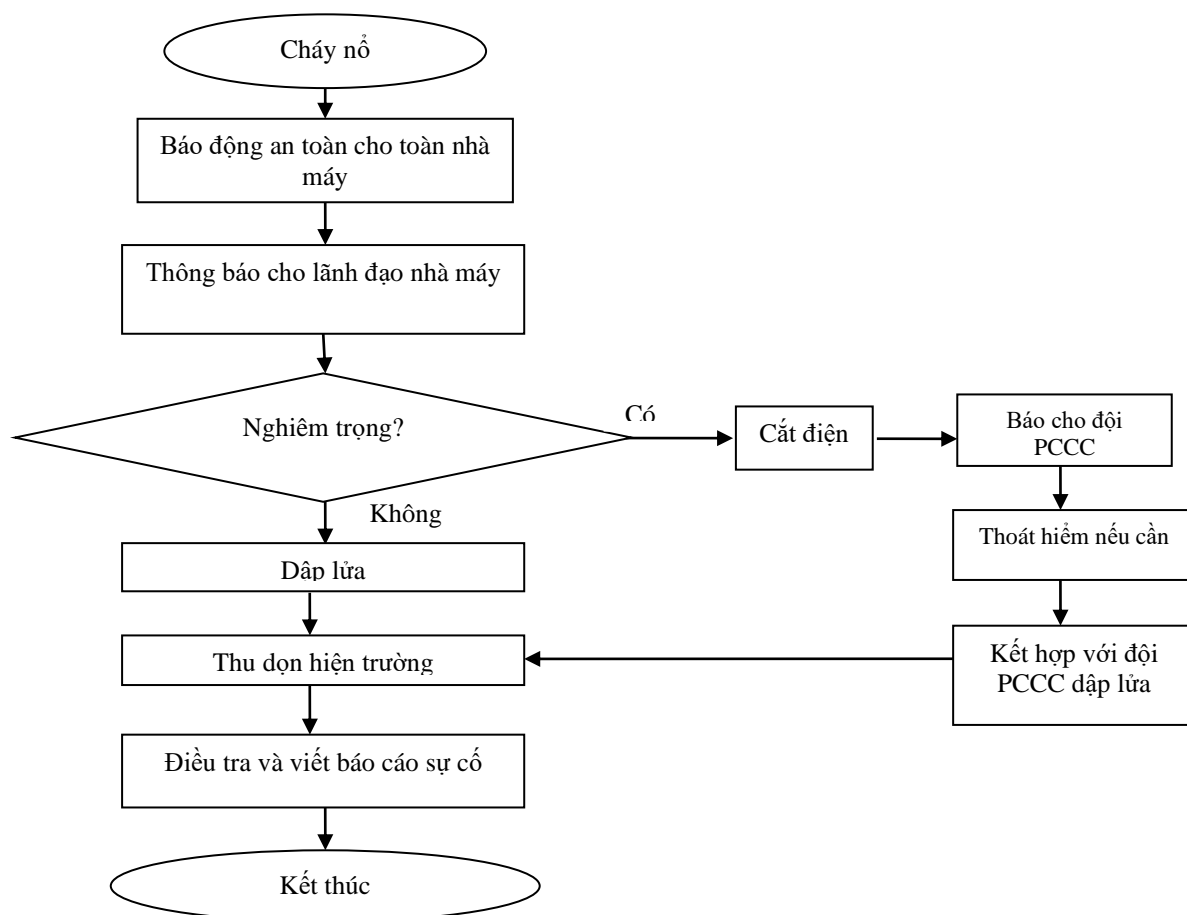 Cháy nổ
Báo động an toàn cho toàn nhà
máy
Thông báo cho lãnh đạo nhà máy
Nghiêm trọng?
Có
Cắt điện
Báo cho đội
PCCC
Không
Thoát hiểm nếu cần
Dập lửa
Kết hợp với đội
PCCC dập lửa
Thu dọn hiện trường
Điều tra và viết báo cáo sự cố
Kết thúc